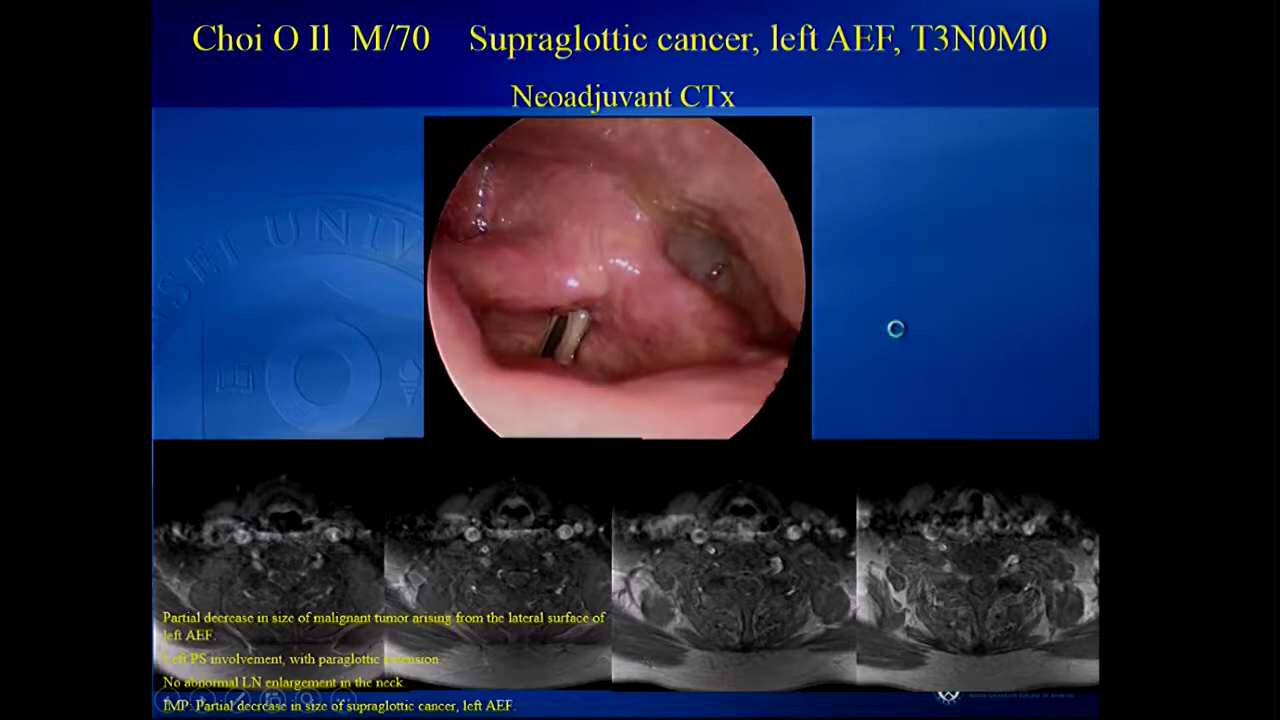 Choi O Il M/70 Supraglottic cancer, left AEF, T3N0M0
Neoadjuvant CTx
UNIV
Partial decrease in size of malignant tumor arising from the lateral surface of
left AEF.
Left PS involvement, with paraglottic extension
No abnormal LN enlargement in the neck
IMP: Partial decrease in size of supraglottic cancer, left AEF.